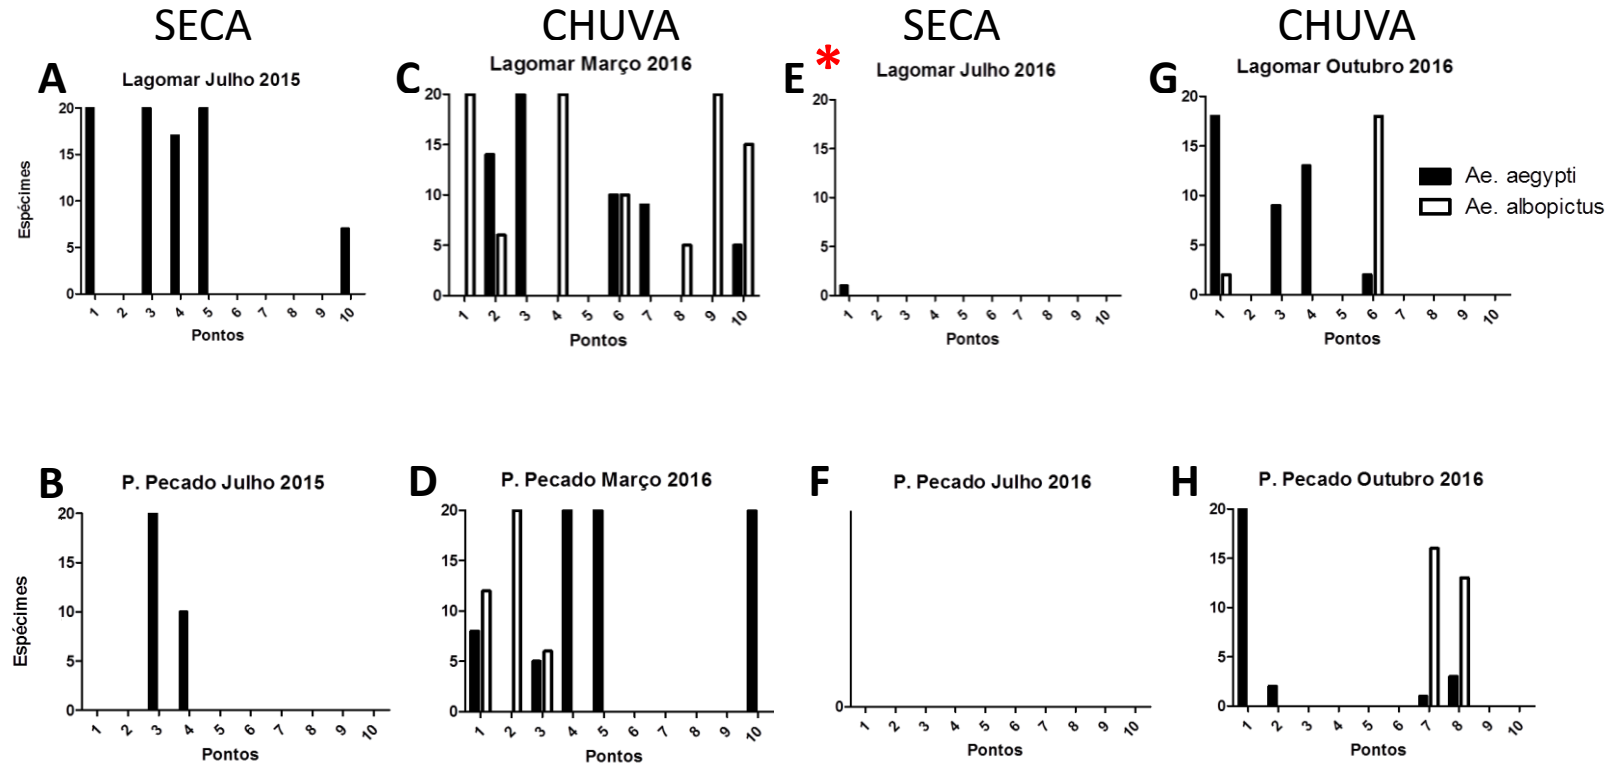 SECA CHUVA SECA CHUVA
A Lagomar Julho 2015
Espécimes
20
15
10
5
0
1 2 3 4 5 6 7 8 9 10
Pontos
C Lagomar Março 2016
20
15
10
5
0
1 2 3 4 5 6 7 8 9 10
Pontos
E * Lagomar Julho 2016
20
15
10
5
0
1 2 3 4 5 6 7 8 9 10
Pontos
G Lagomar Outubro 2016
20
15
10
5
0
1 2 3 4 5 6 7 8 9 10
Pontos
Ae. aegypti
Ae. albopictus
B P. Pecado Julho 2015
Espécimes
20
15
10
5
0
1 2 3 4 5 6 7 8 9 10
Pontos
D P. Pecado Março 2016
20
15
10
5
0
1 2 3 4 5 6 7 8 9 10
Pontos
F P. Pecado Julho 2016
0
1 2 3 4 5 6 7 8 9 10
Pontos
H P. Pecado Outubro 2016
20
15
10
5
0
1 2 3 4 5 6 7 8 9 10
Pontos